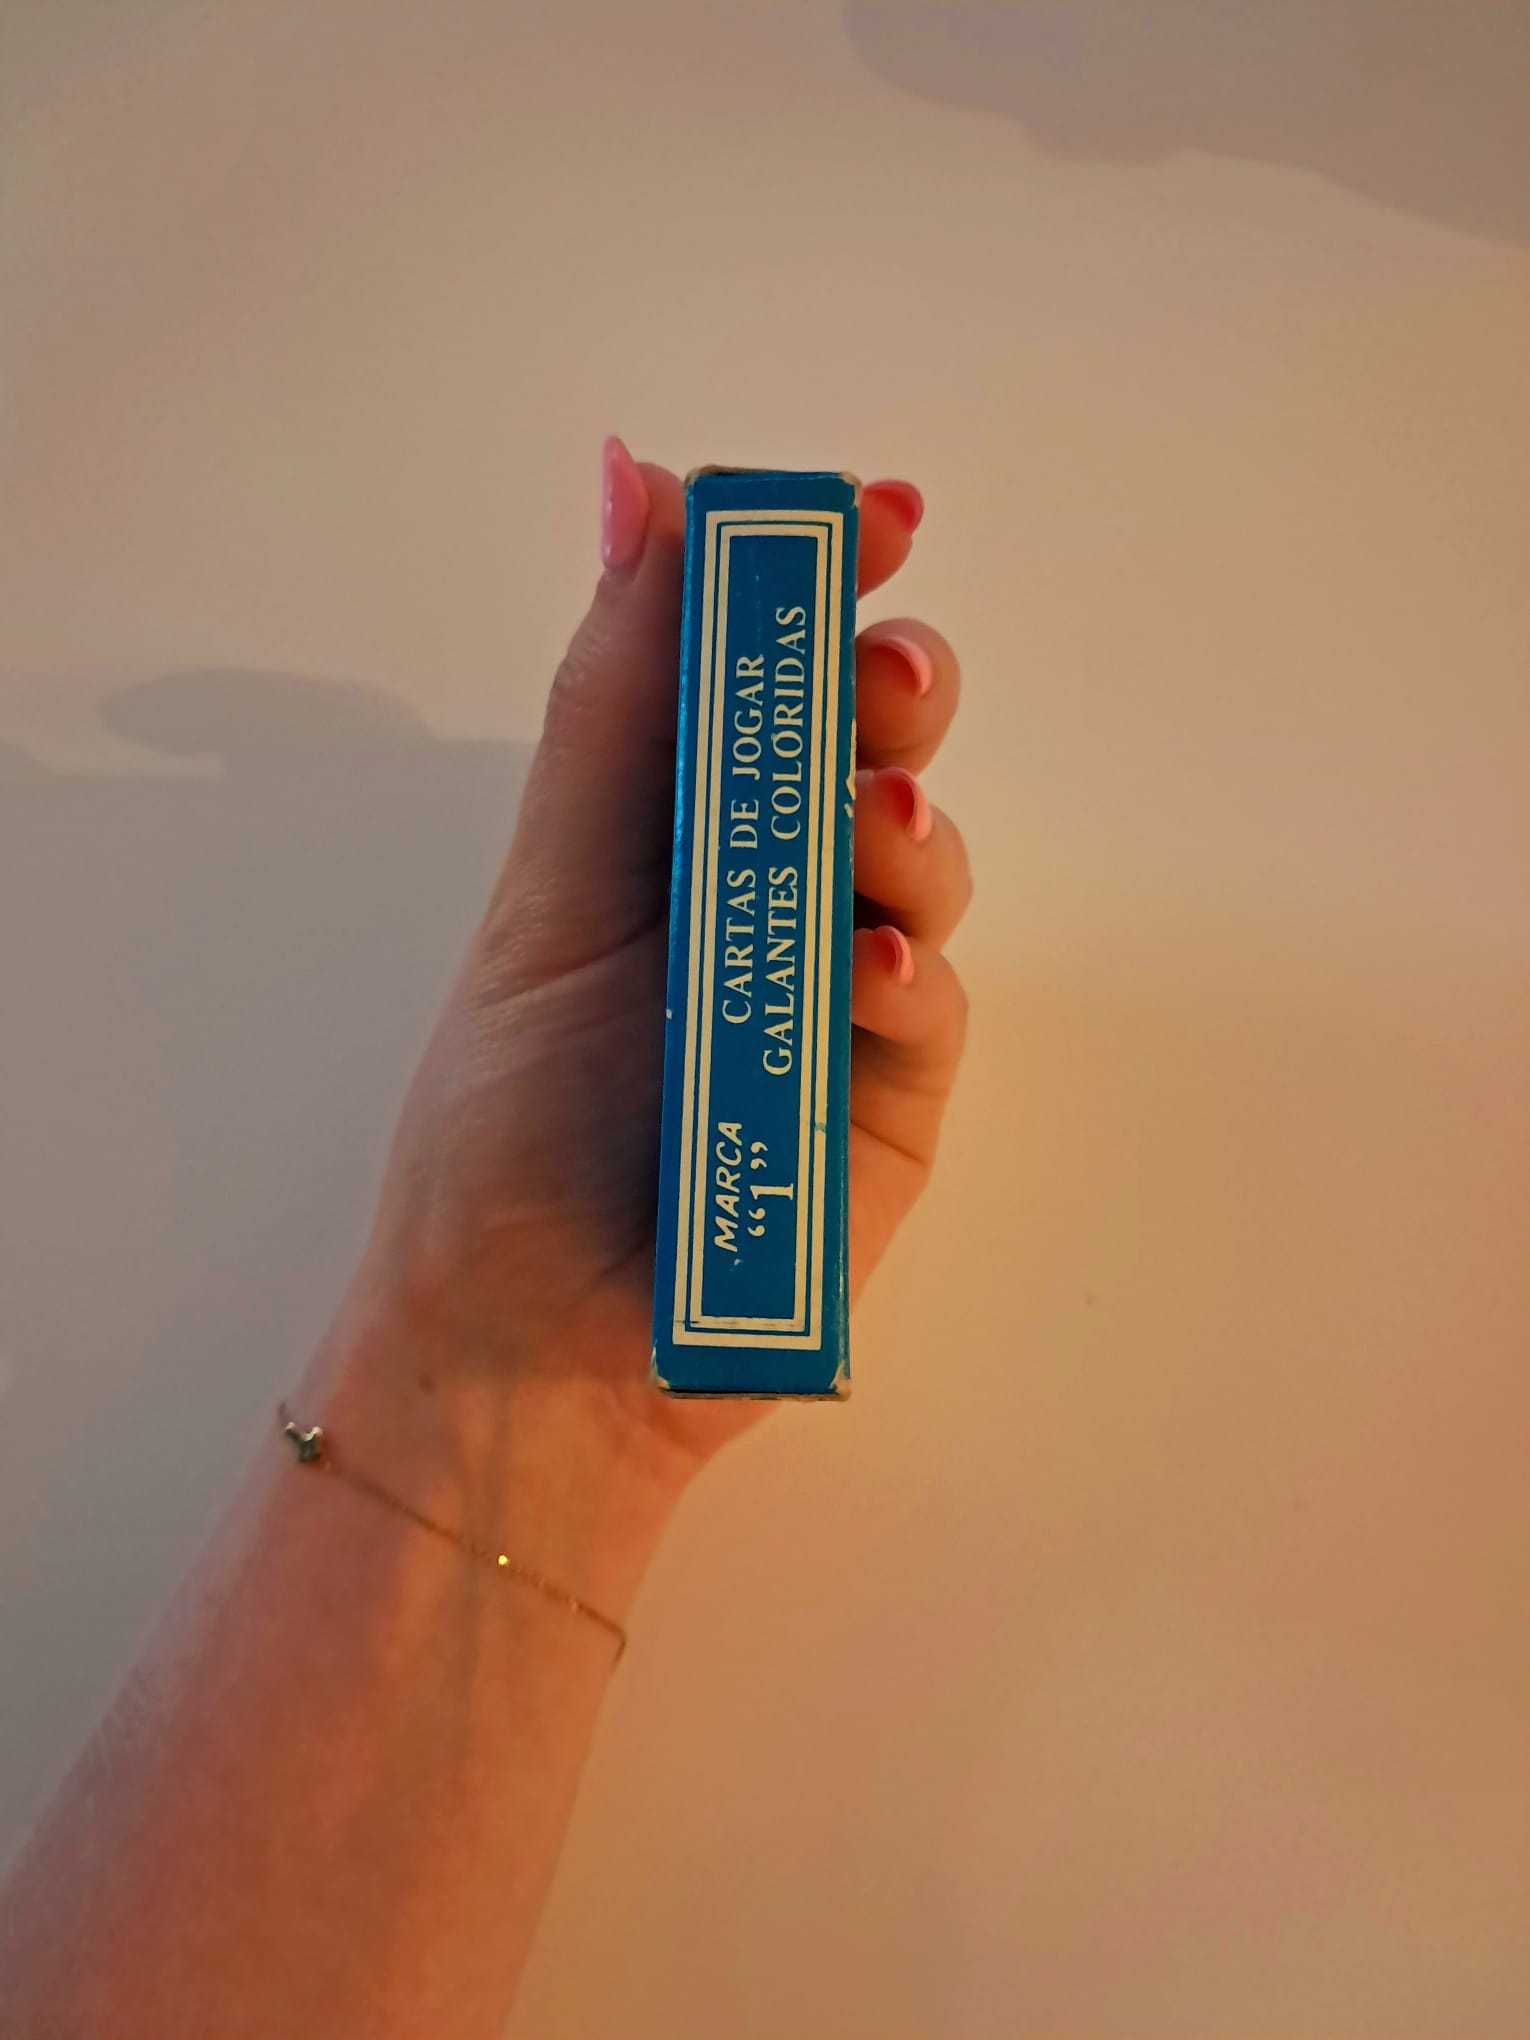 MARCA
“1”
CARTAS DE JOGAR
GALANTES COLORIDAS